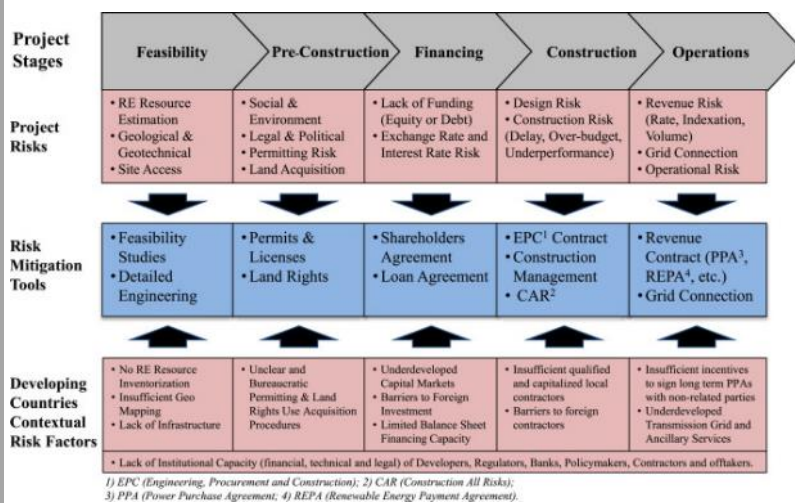 Project Stages
Feasibility
Pre-Construction
Financing
Construction
Operations
Project Risks
• RE Resource Estimation
• Geological & Geotechnical
• Site Access
• Social & Environment
• Legal & Political
• Permitting Risk
• Land Acquisition
• Lack of Funding (Equity or Debt)
• Exchange Rate and Interest Rate Risk
• Design Risk
• Construction Risk (Delay, Over-budget, Underperformance)
• Revenue Risk (Rate, Indexation, Volume)
• Grid Connection
• Operational Risk
Risk Mitigation Tools
• Feasibility Studies
• Detailed Engineering
• Permits & Licenses
• Land Rights
• Shareholders Agreement
• Loan Agreement
• EPC¹ Contract
• Construction Management
• CAR²
• Revenue Contract (PPA³, REPA⁴, etc.)
• Grid Connection
Developing Countries Contextual Risk Factors
• No RE Resource Inventorization
• Insufficient Geo Mapping
• Lack of Infrastructure
• Unclear and Bureaucratic Permitting & Land Rights Use Acquisition Procedures
• Underdeveloped Capital Markets
• Barriers to Foreign Investment
• Limited Balance Sheet Financing Capacity
• Insufficient qualified and capitalized local contractors
• Barriers to foreign contractors
• Insufficient incentives to sign long term PPAs with non-related parties
• Underdeveloped Transmission Grid and Ancillary Services
• Lack of Institutional Capacity (financial, technical and legal) of Developers, Regulators, Banks, Policymakers, Contractors and offtakers.
1) EPC (Engineering, Procurement and Construction); 2) CAR (Construction All Risks);
3) PPA (Power Purchase Agreement; 4) REPA (Renewable Energy Payment Agreement).